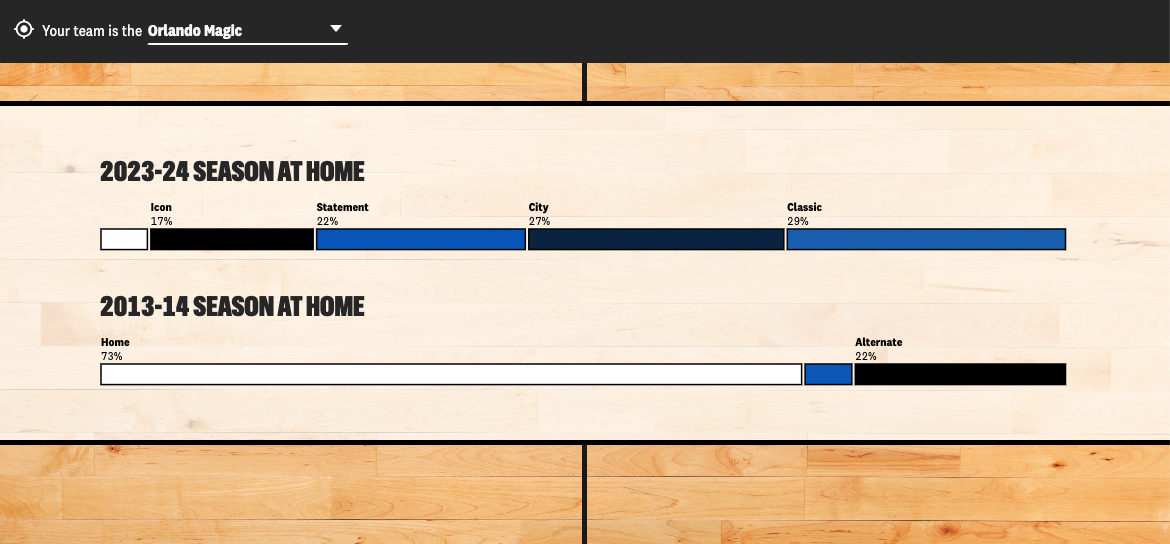 Your team is the Orlando Magic
2023-24 SEASON AT HOME
Icon Statement City Classic
17% 22% 27% 29%
2013-14 SEASON AT HOME
Home Alternate
73% 22%